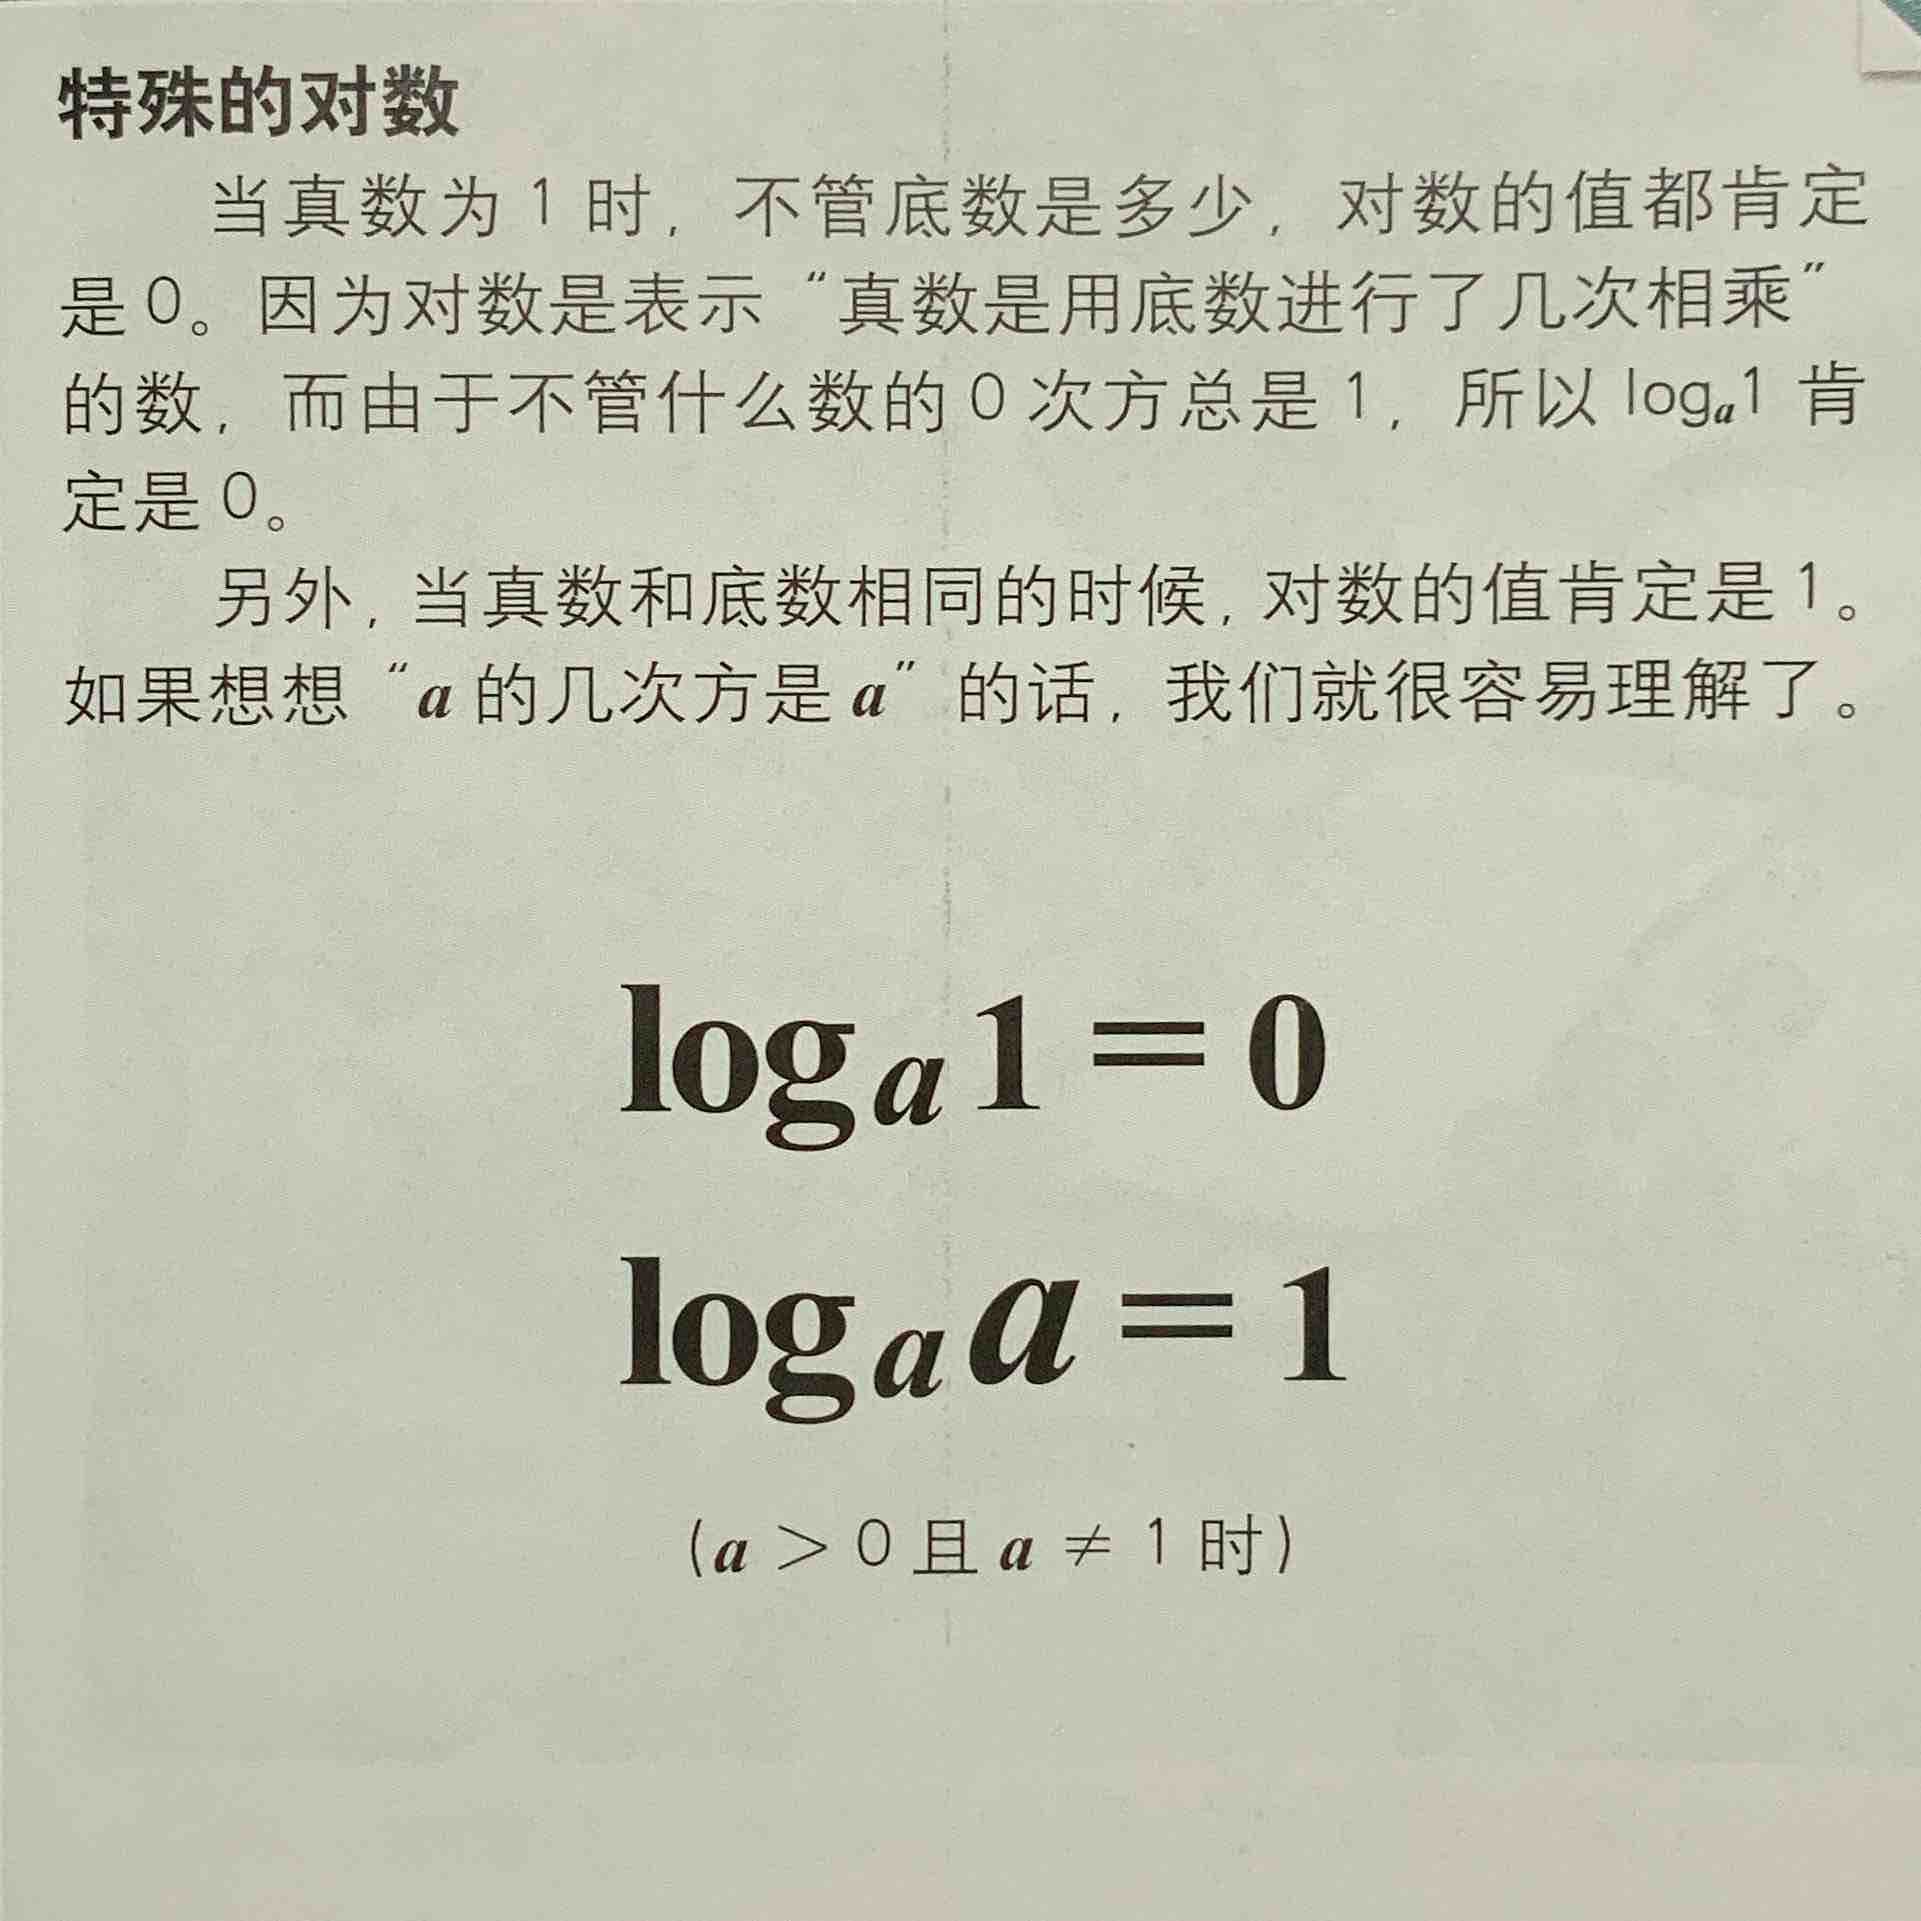 特殊的对数
当真数为 1 时，不管底数是多少，对数的值都肯定
是 0。因为对数是表示“真数是用底数进行了几次相乘”
的数，而由于不管什么数的 0 次方总是 1，所以 logₐ1 肯
定是 0。
另外，当真数和底数相同的时候，对数的值肯定是 1。
如果想想“a 的几次方是 a”的话，我们就很容易理解了。
logₐ1＝0
logₐa＝1
（a ＞ 0 且 a ≠ 1 时）